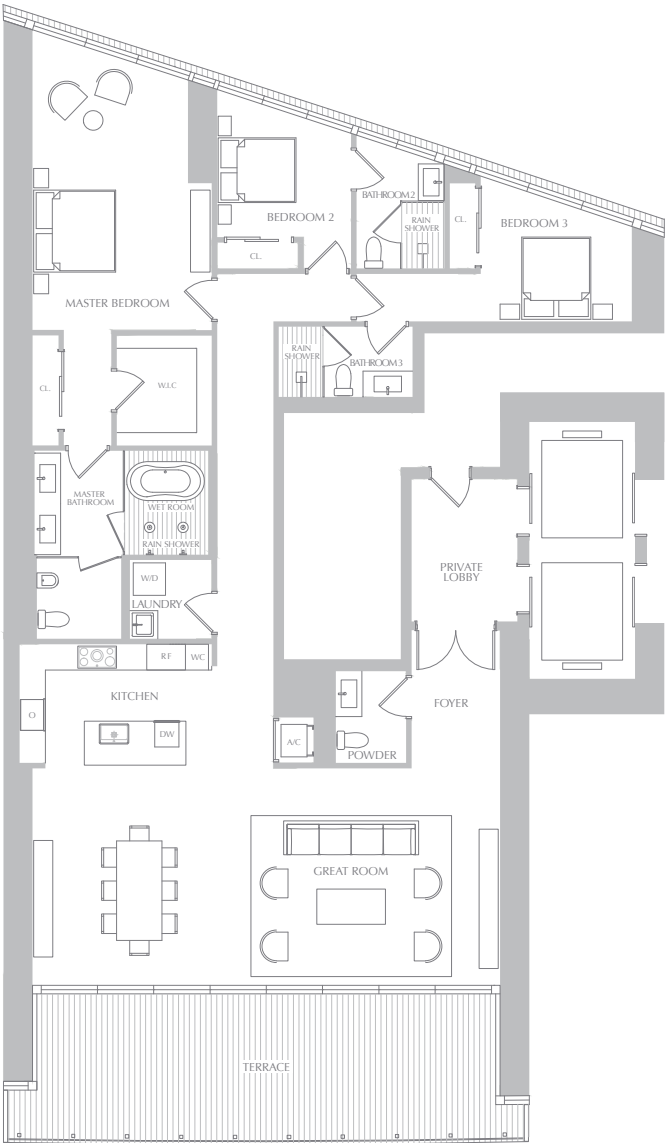 BEDROOM 2
BATHROOM 2
RAIN
SHOWER
CL.
BEDROOM 3
CL.
MASTER BEDROOM
RAIN
SHOWER
BATHROOM 3
CL.
W.I.C
MASTER
BATHROOM
WET ROOM
RAIN SHOWER
PRIVATE
LOBBY
W/D
LAUNDRY
RF
WC
KITCHEN
FOYER
O
DW
A/C
POWDER
GREAT ROOM
TERRACE